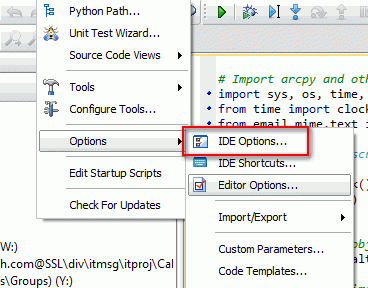 Python Path...
Unit Test Wizard...
Source Code Views
Tools
Configure Tools...
Options
Edit Startup Scripts
Check For Updates
IDE Options...
IDE Shortcuts...
Editor Options...
Import/Export
Custom Parameters...
Code Templates...
# Import arcpy and oth
import sys, os, time,
from time import clock
from email.mime.text i
W:)
h.com@SSL\div\itmsg\itproj\Cal
s\Groups) (Y:)